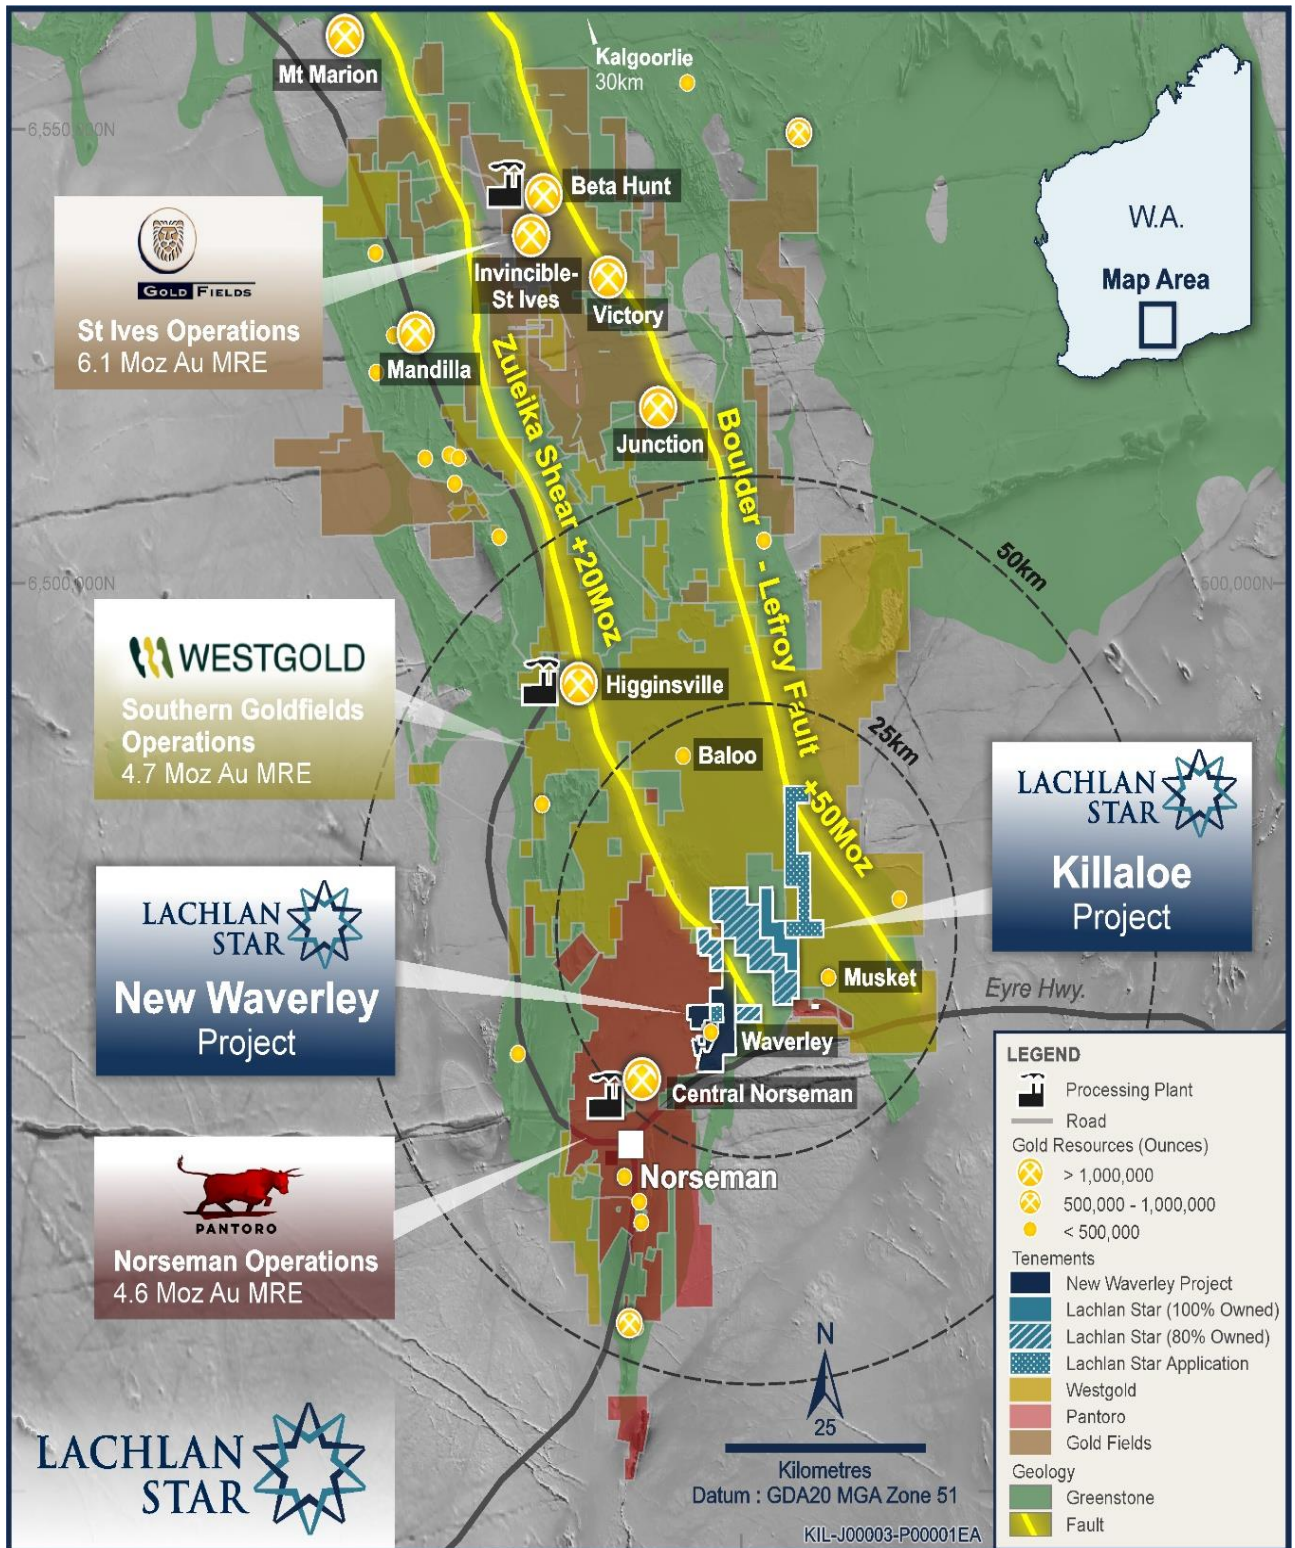 Mt Marion
Kalgoorlie
30km
6,550,000N
Beta Hunt
Invincible-
St Ives
Victory
GOLD FIELDS
St Ives Operations
6.1 Moz Au MRE
W.A.
Map Area
Mandilla
Junction
Zuleika Shear +20Moz
Boulder - Lefroy Fault +50Moz
50km
6,500,000N
500,000N
WESTGOLD
Southern Goldfields
Operations
4.7 Moz Au MRE
Higginsville
Baloo
25km
LACHLAN
STAR
Killaloe
Project
LACHLAN
STAR
New Waverley
Project
Musket
Eyre Hwy.
Waverley
Central Norseman
PANTORO
Norseman Operations
4.6 Moz Au MRE
Norseman
LEGEND
Processing Plant
Road
Gold Resources (Ounces)
> 1,000,000
500,000 - 1,000,000
< 500,000
Tenements
New Waverley Project
Lachlan Star (100% Owned)
Lachlan Star (80% Owned)
Lachlan Star Application
Westgold
Pantoro
Gold Fields
Geology
Greenstone
Fault
N
25
Kilometres
Datum : GDA20 MGA Zone 51
KIL-J00003-P00001EA
LACHLAN
STAR